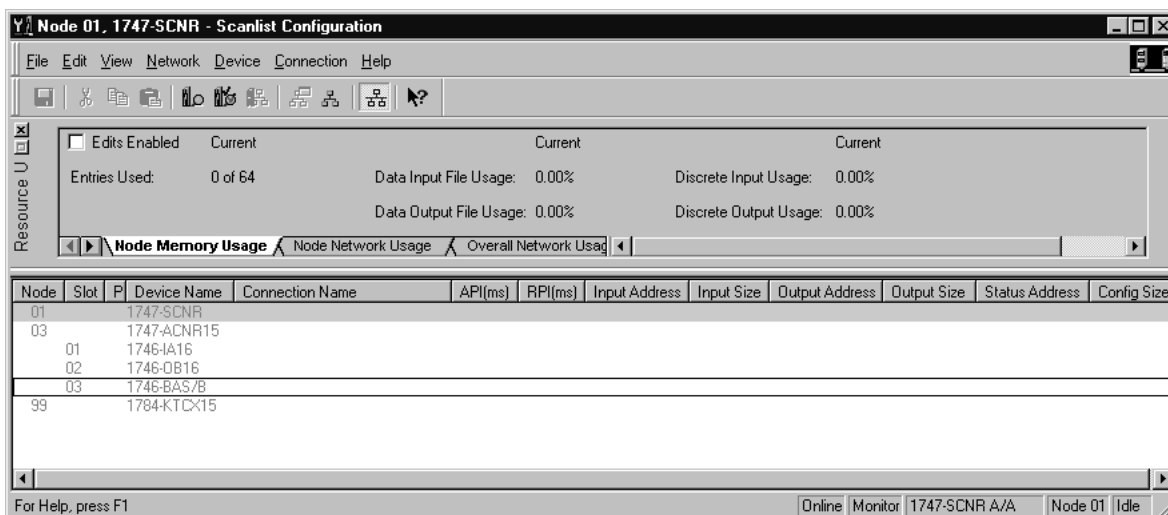 Node 01, 1747-SCNR - Scanlist Configuration
File Edit View Network Device Connection Help
Edits Enabled Current Current Current
Entries Used: 0 of 64 Data Input File Usage: 0.00% Discrete Input Usage: 0.00%
Data Output File Usage: 0.00% Discrete Output Usage: 0.00%
Resource U
Node Memory Usage Node Network Usage Overall Network Usag
Node Slot P Device Name Connection Name API(ms) RPI(ms) Input Address Input Size Output Address Output Size Status Address Config Size
01 1747-SCNR
03 1747-ACNR15
01 1746-IA16
02 1746-OB16
03 1746-BAS/B
99 1784-KTCX15
For Help, press F1 Online Monitor 1747-SCNR A/A Node 01 Idle